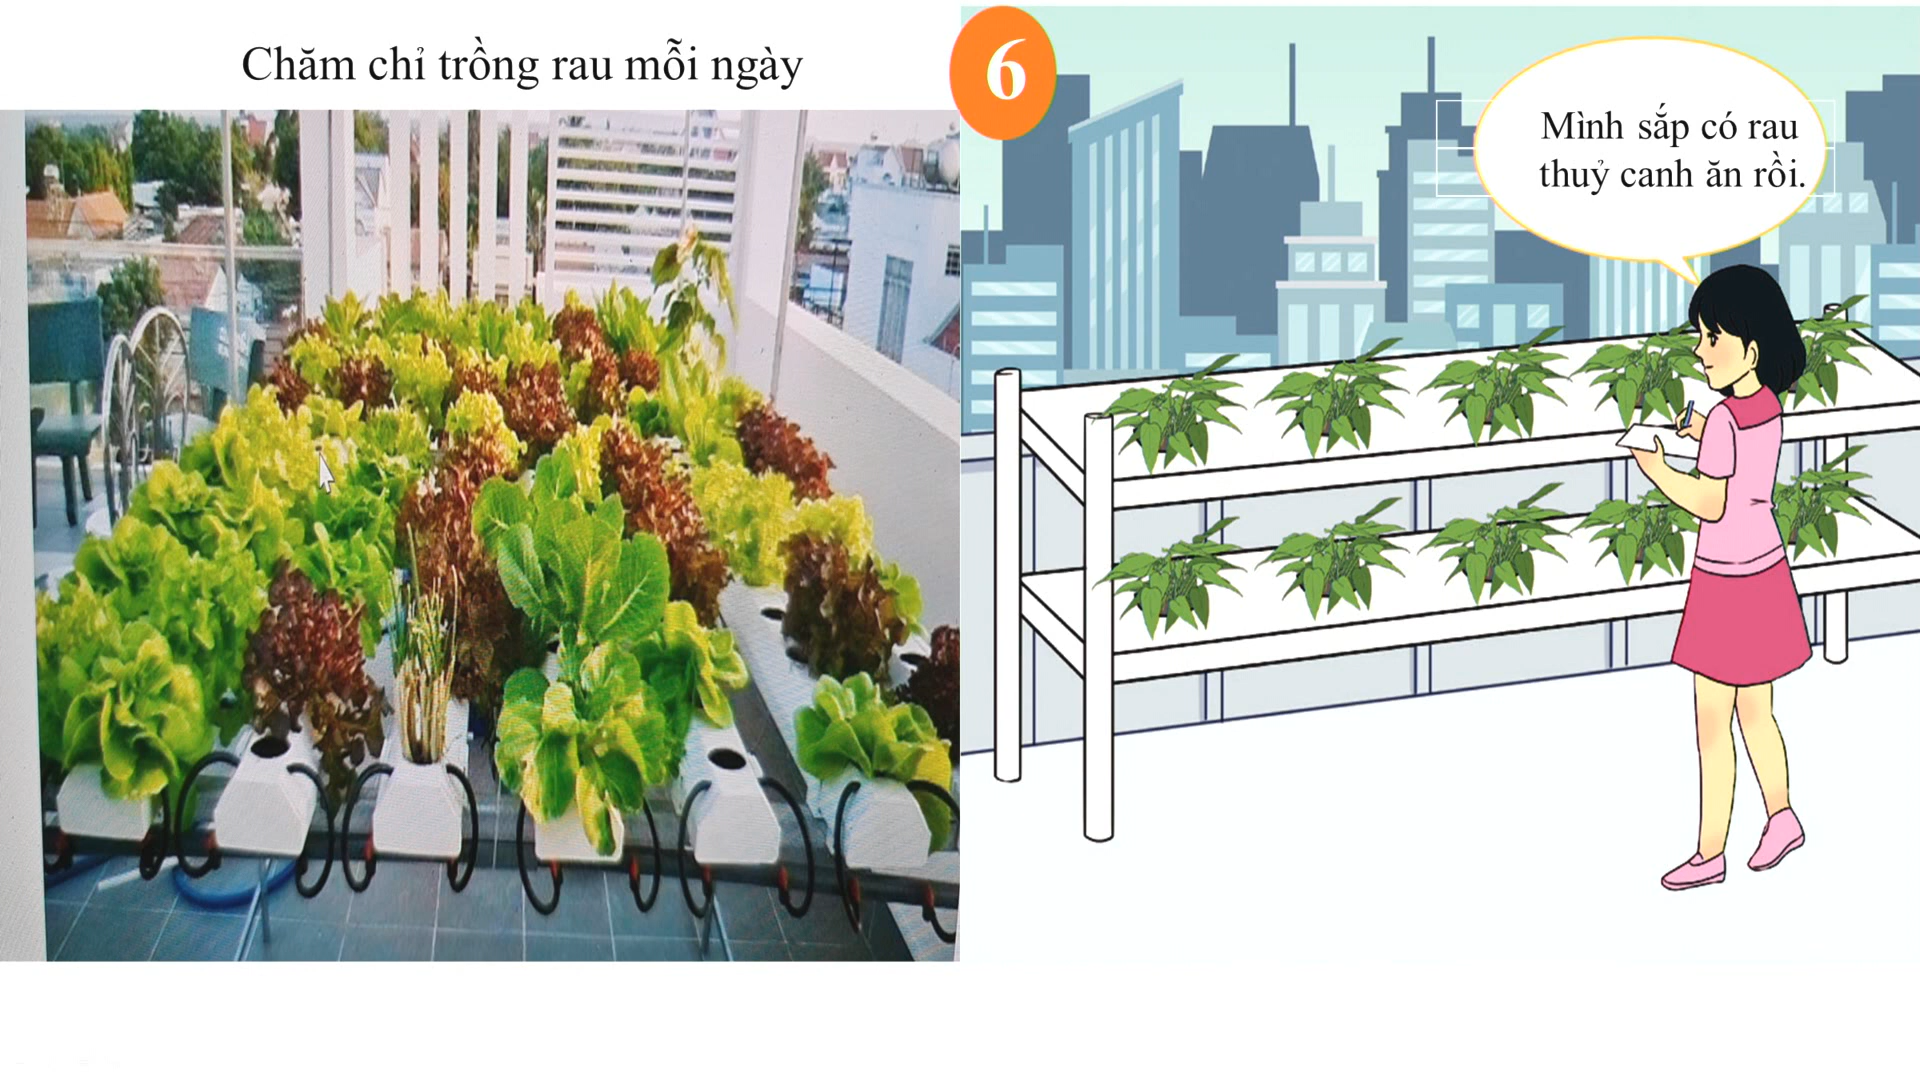 Chăm chỉ trồng rau mỗi ngày
6
Mình sắp có rau
thuỷ canh ăn rồi.